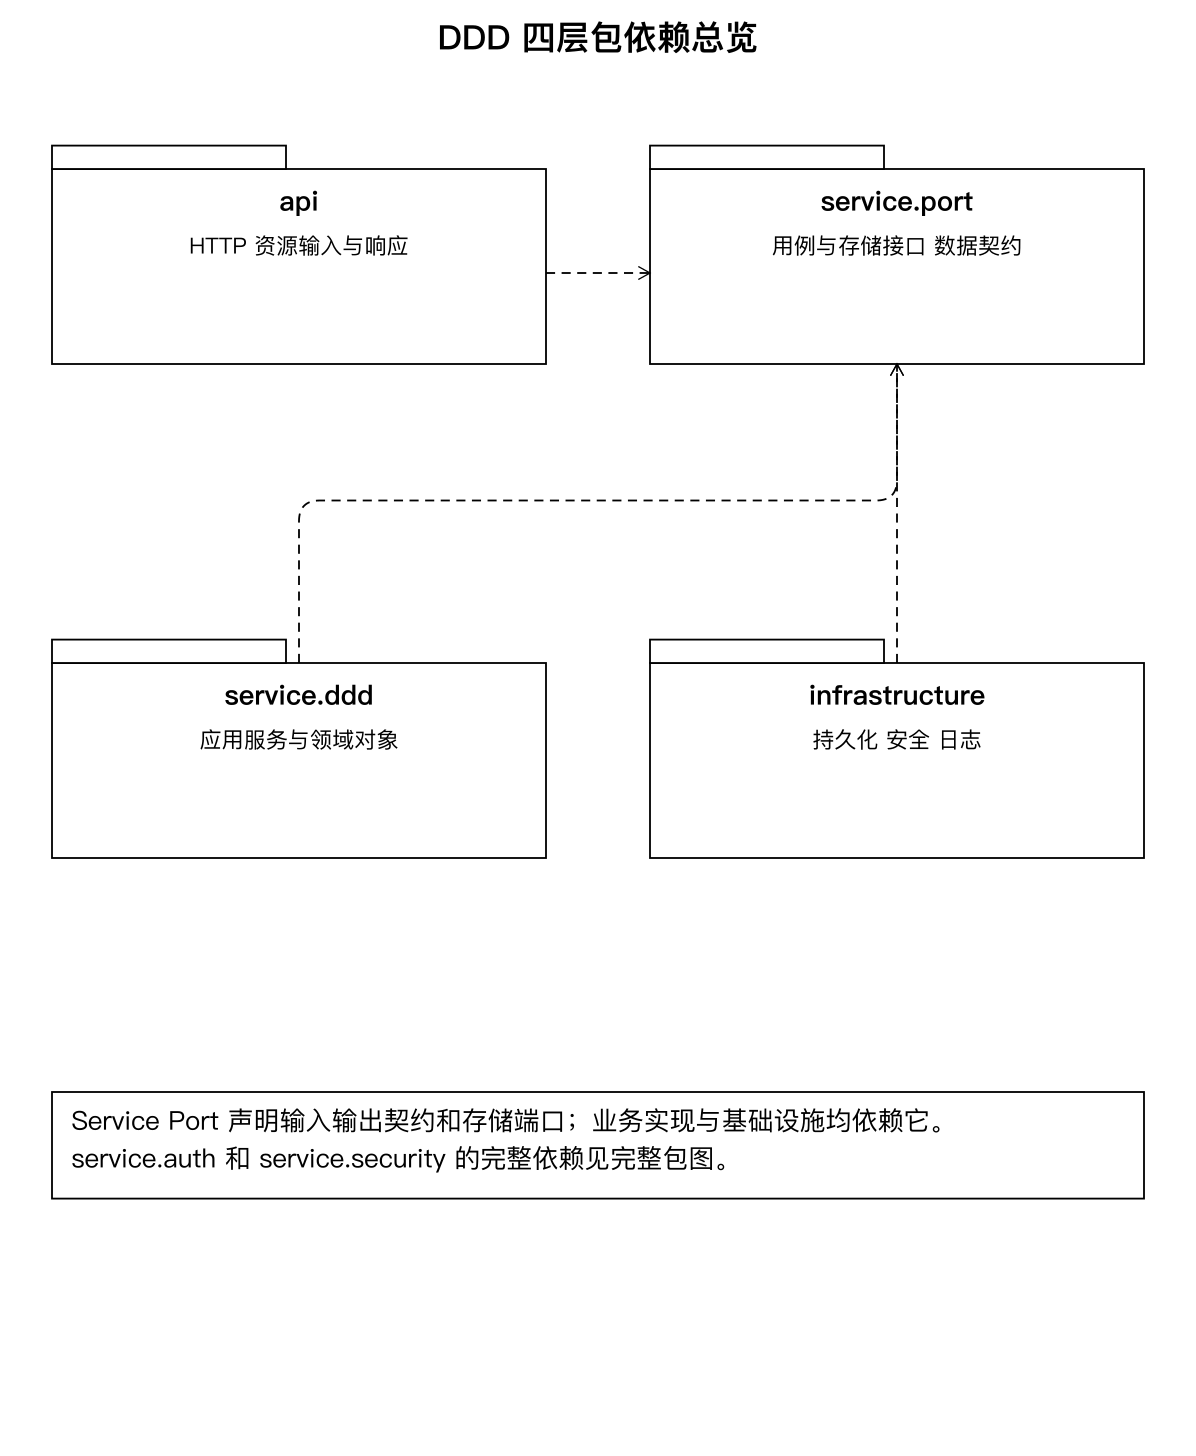 DDD 四层包依赖总览
api
HTTP 资源输入与响应
service.port
用例与存储接口 数据契约
service.ddd
应用服务与领域对象
infrastructure
持久化 安全 日志
Service Port 声明输入输出契约和存储端口；业务实现与基础设施均依赖它。
service.auth 和 service.security 的完整依赖见完整包图。